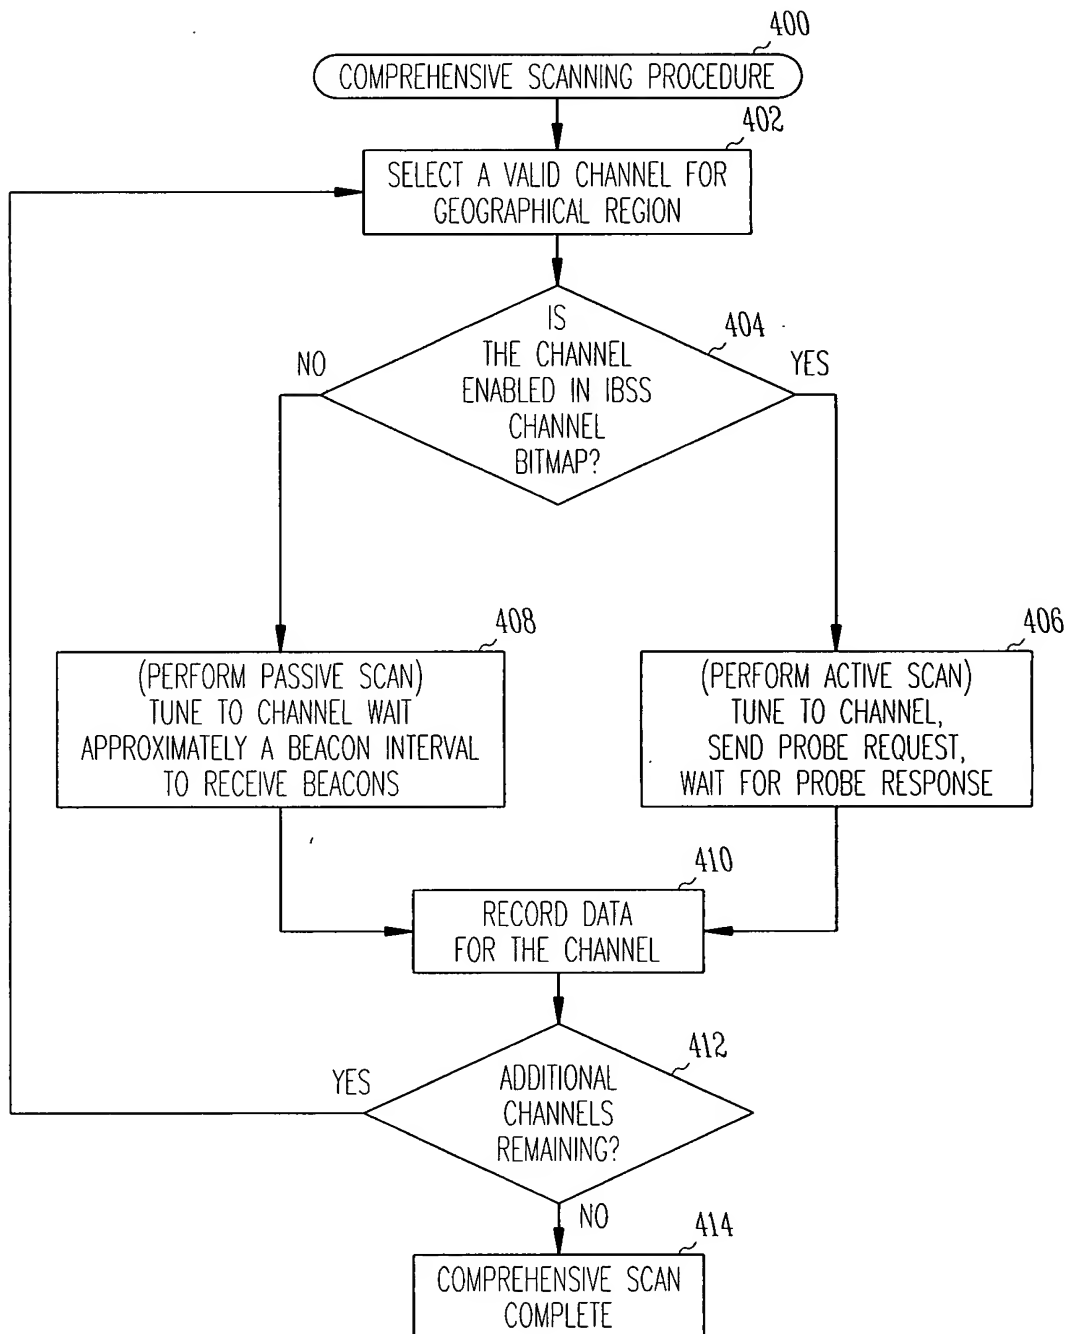 400
COMPREHENSIVE SCANNING PROCEDURE
402
SELECT A VALID CHANNEL FOR
GEOGRAPHICAL REGION
404
IS
THE CHANNEL
ENABLED IN IBSS
CHANNEL
BITMAP?
NO
YES
408
(PERFORM PASSIVE SCAN)
TUNE TO CHANNEL WAIT
APPROXIMATELY A BEACON INTERVAL
TO RECEIVE BEACONS
406
(PERFORM ACTIVE SCAN)
TUNE TO CHANNEL,
SEND PROBE REQUEST,
WAIT FOR PROBE RESPONSE
410
RECORD DATA
FOR THE CHANNEL
412
YES
ADDITIONAL
CHANNELS
REMAINING?
NO
414
COMPREHENSIVE SCAN
COMPLETE